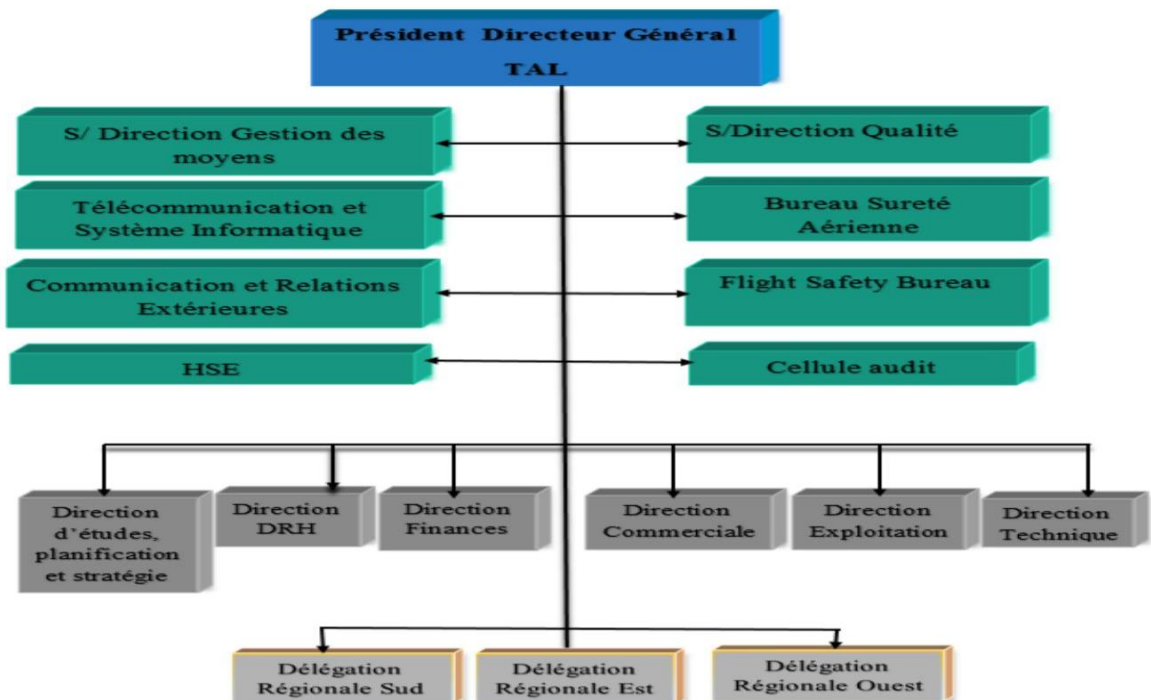 Président Directeur Général
TAL
S/ Direction Gestion des
moyens
S/Direction Qualité
Télécommunication et
Système Informatique
Bureau Sureté
Aérienne
Communication et Relations
Extérieures
Flight Safety Bureau
HSE
Cellule audit
Direction
d'études,
planification
et stratégie
Direction
DRH
Direction
Finances
Direction
Commerciale
Direction
Exploitation
Direction
Technique
Délégation
Régionale Sud
Délégation
Régionale Est
Délégation
Régionale Ouest